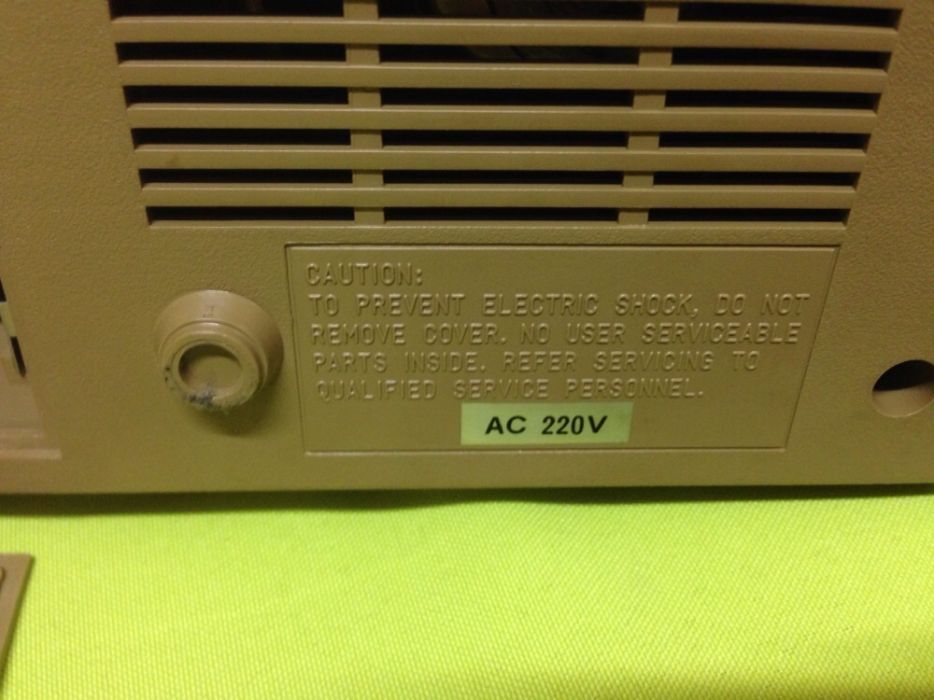 CAUTION:
TO PREVENT ELECTRIC SHOCK, DO NOT
REMOVE COVER. NO USER SERVICEABLE
PARTS INSIDE. REFER SERVICING TO
QUALIFIED SERVICE PERSONNEL.
AC 220V